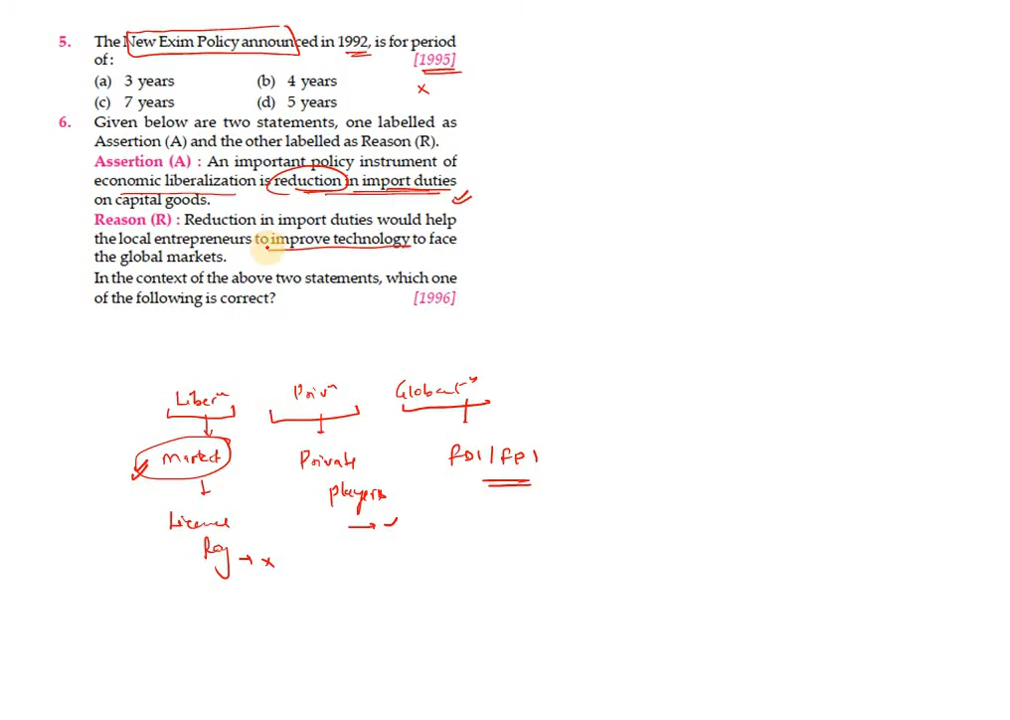 5. The New Exim Policy announced in 1992, is for period
of: [1995]
(a) 3 years (b) 4 years
(c) 7 years (d) 5 years
6. Given below are two statements, one labelled as
Assertion (A) and the other labelled as Reason (R).
Assertion (A) : An important policy instrument of
economic liberalization is reduction in import duties
on capital goods.
Reason (R) : Reduction in import duties would help
the local entrepreneurs to improve technology to face
the global markets.
In the context of the above two statements, which one
of the following is correct? [1996]
Liberⁿ Privⁿ Globalⁿ
Market Private FDI/FPI
Players
Licence
Raj → x